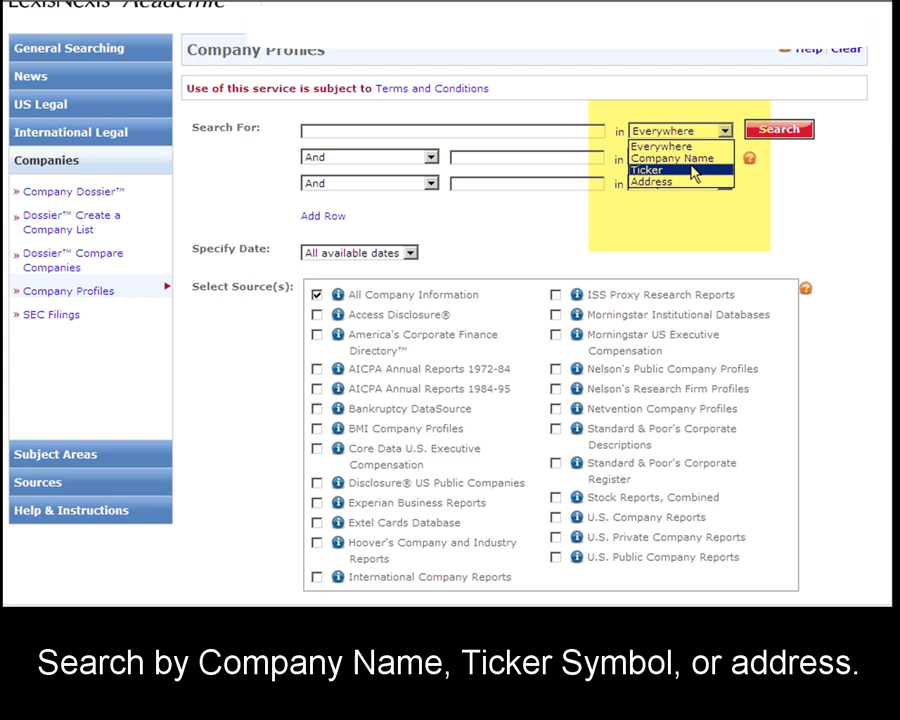 LexisNexis® Academic
General Searching
News
US Legal
International Legal
Companies
» Company Dossier™
» Dossier™ Create a
Company List
» Dossier™ Compare
Companies
» Company Profiles
» SEC Filings
Subject Areas
Sources
Help & Instructions
Company Profiles
Help | Clear
Use of this service is subject to Terms and Conditions
Search For:
in Everywhere
Search
Everywhere
Company Name
Ticker
Address
And
in
?
And
in
Add Row
Specify Date:
All available dates
Select Source(s):
?
All Company Information
Access Disclosure®
America's Corporate Finance
Directory™
AICPA Annual Reports 1972-84
AICPA Annual Reports 1984-95
Bankruptcy DataSource
BMI Company Profiles
Core Data U.S. Executive
Compensation
Disclosure® US Public Companies
Experian Business Reports
Extel Cards Database
Hoover's Company and Industry
Reports
International Company Reports
ISS Proxy Research Reports
Morningstar Institutional Databases
Morningstar US Executive
Compensation
Nelson's Public Company Profiles
Nelson's Research Firm Profiles
Netvention Company Profiles
Standard & Poor's Corporate
Descriptions
Standard & Poor's Corporate
Register
Stock Reports, Combined
U.S. Company Reports
U.S. Private Company Reports
U.S. Public Company Reports
Search by Company Name, Ticker Symbol, or address.